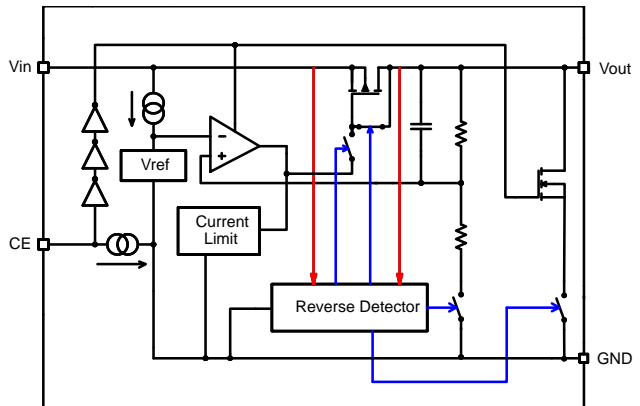 Vin
Vout
−
+
Vref
Current
Limit
CE
Reverse Detector
GND